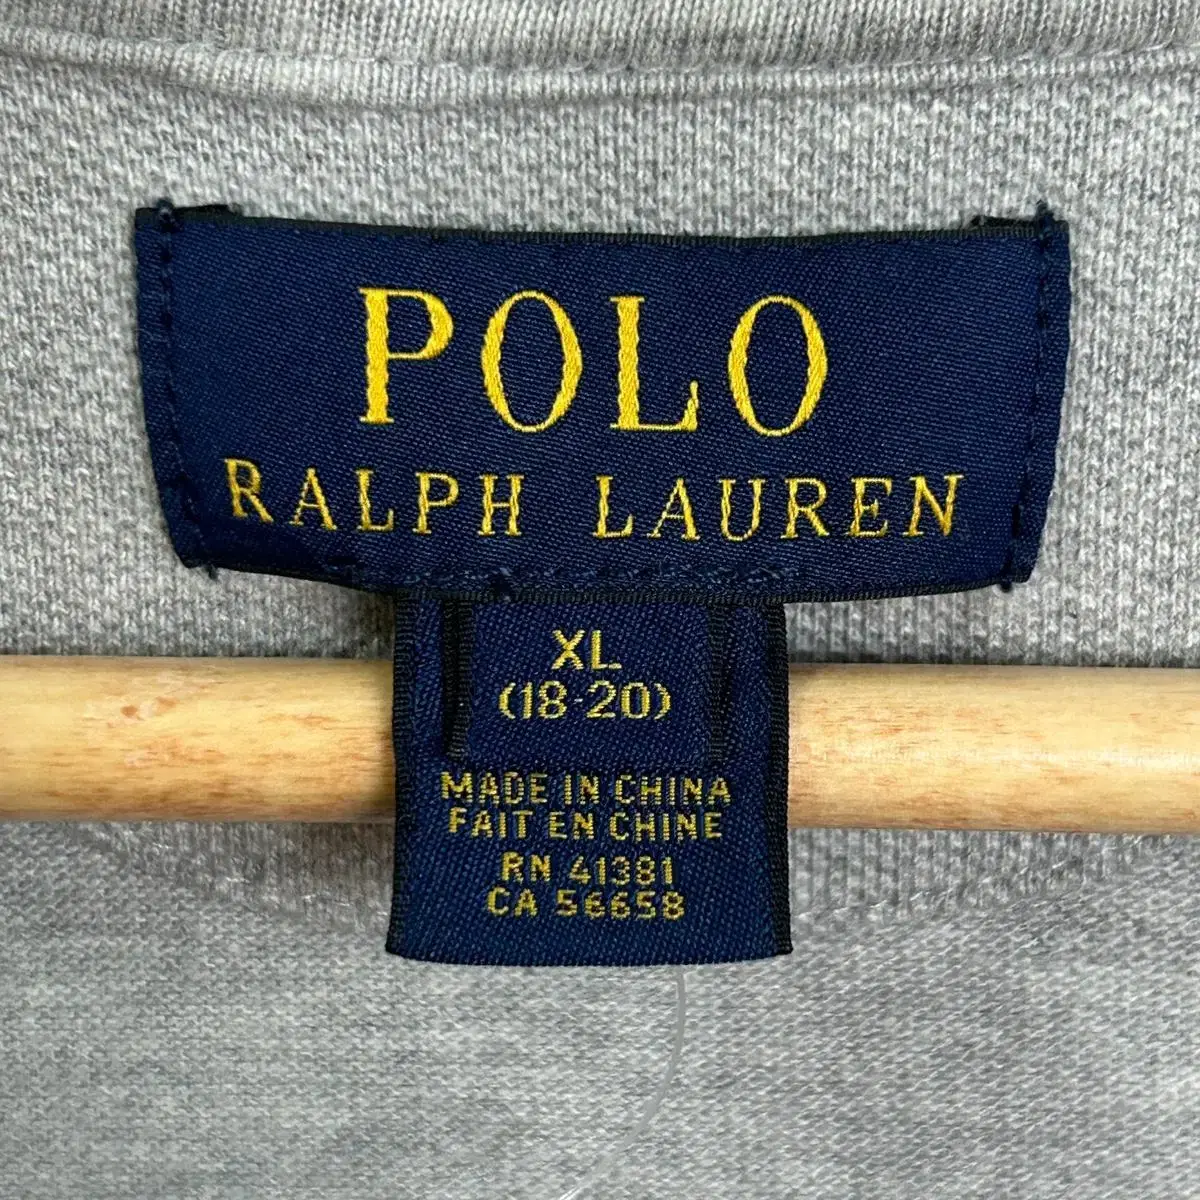 POLO
RALPH LAUREN
XL
(18-20)
MADE IN CHINA
FAIT EN CHINE
RN 41381
CA 56658